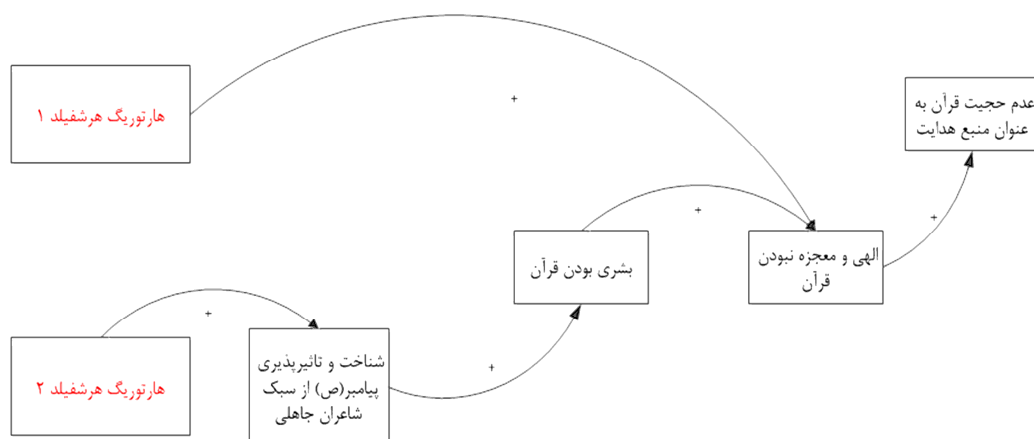 هارتوریگ هرشفیلد ۱
+
عدم حجیت قرآن به
عنوان منبع هدایت
+
+
الهی و معجزه نبودن
قرآن
بشری بودن قرآن
+
هارتوریگ هرشفیلد ۲
شناخت و تاثیرپذیری
پیامبر(ص) از سبک
شاعران جاهلی
+